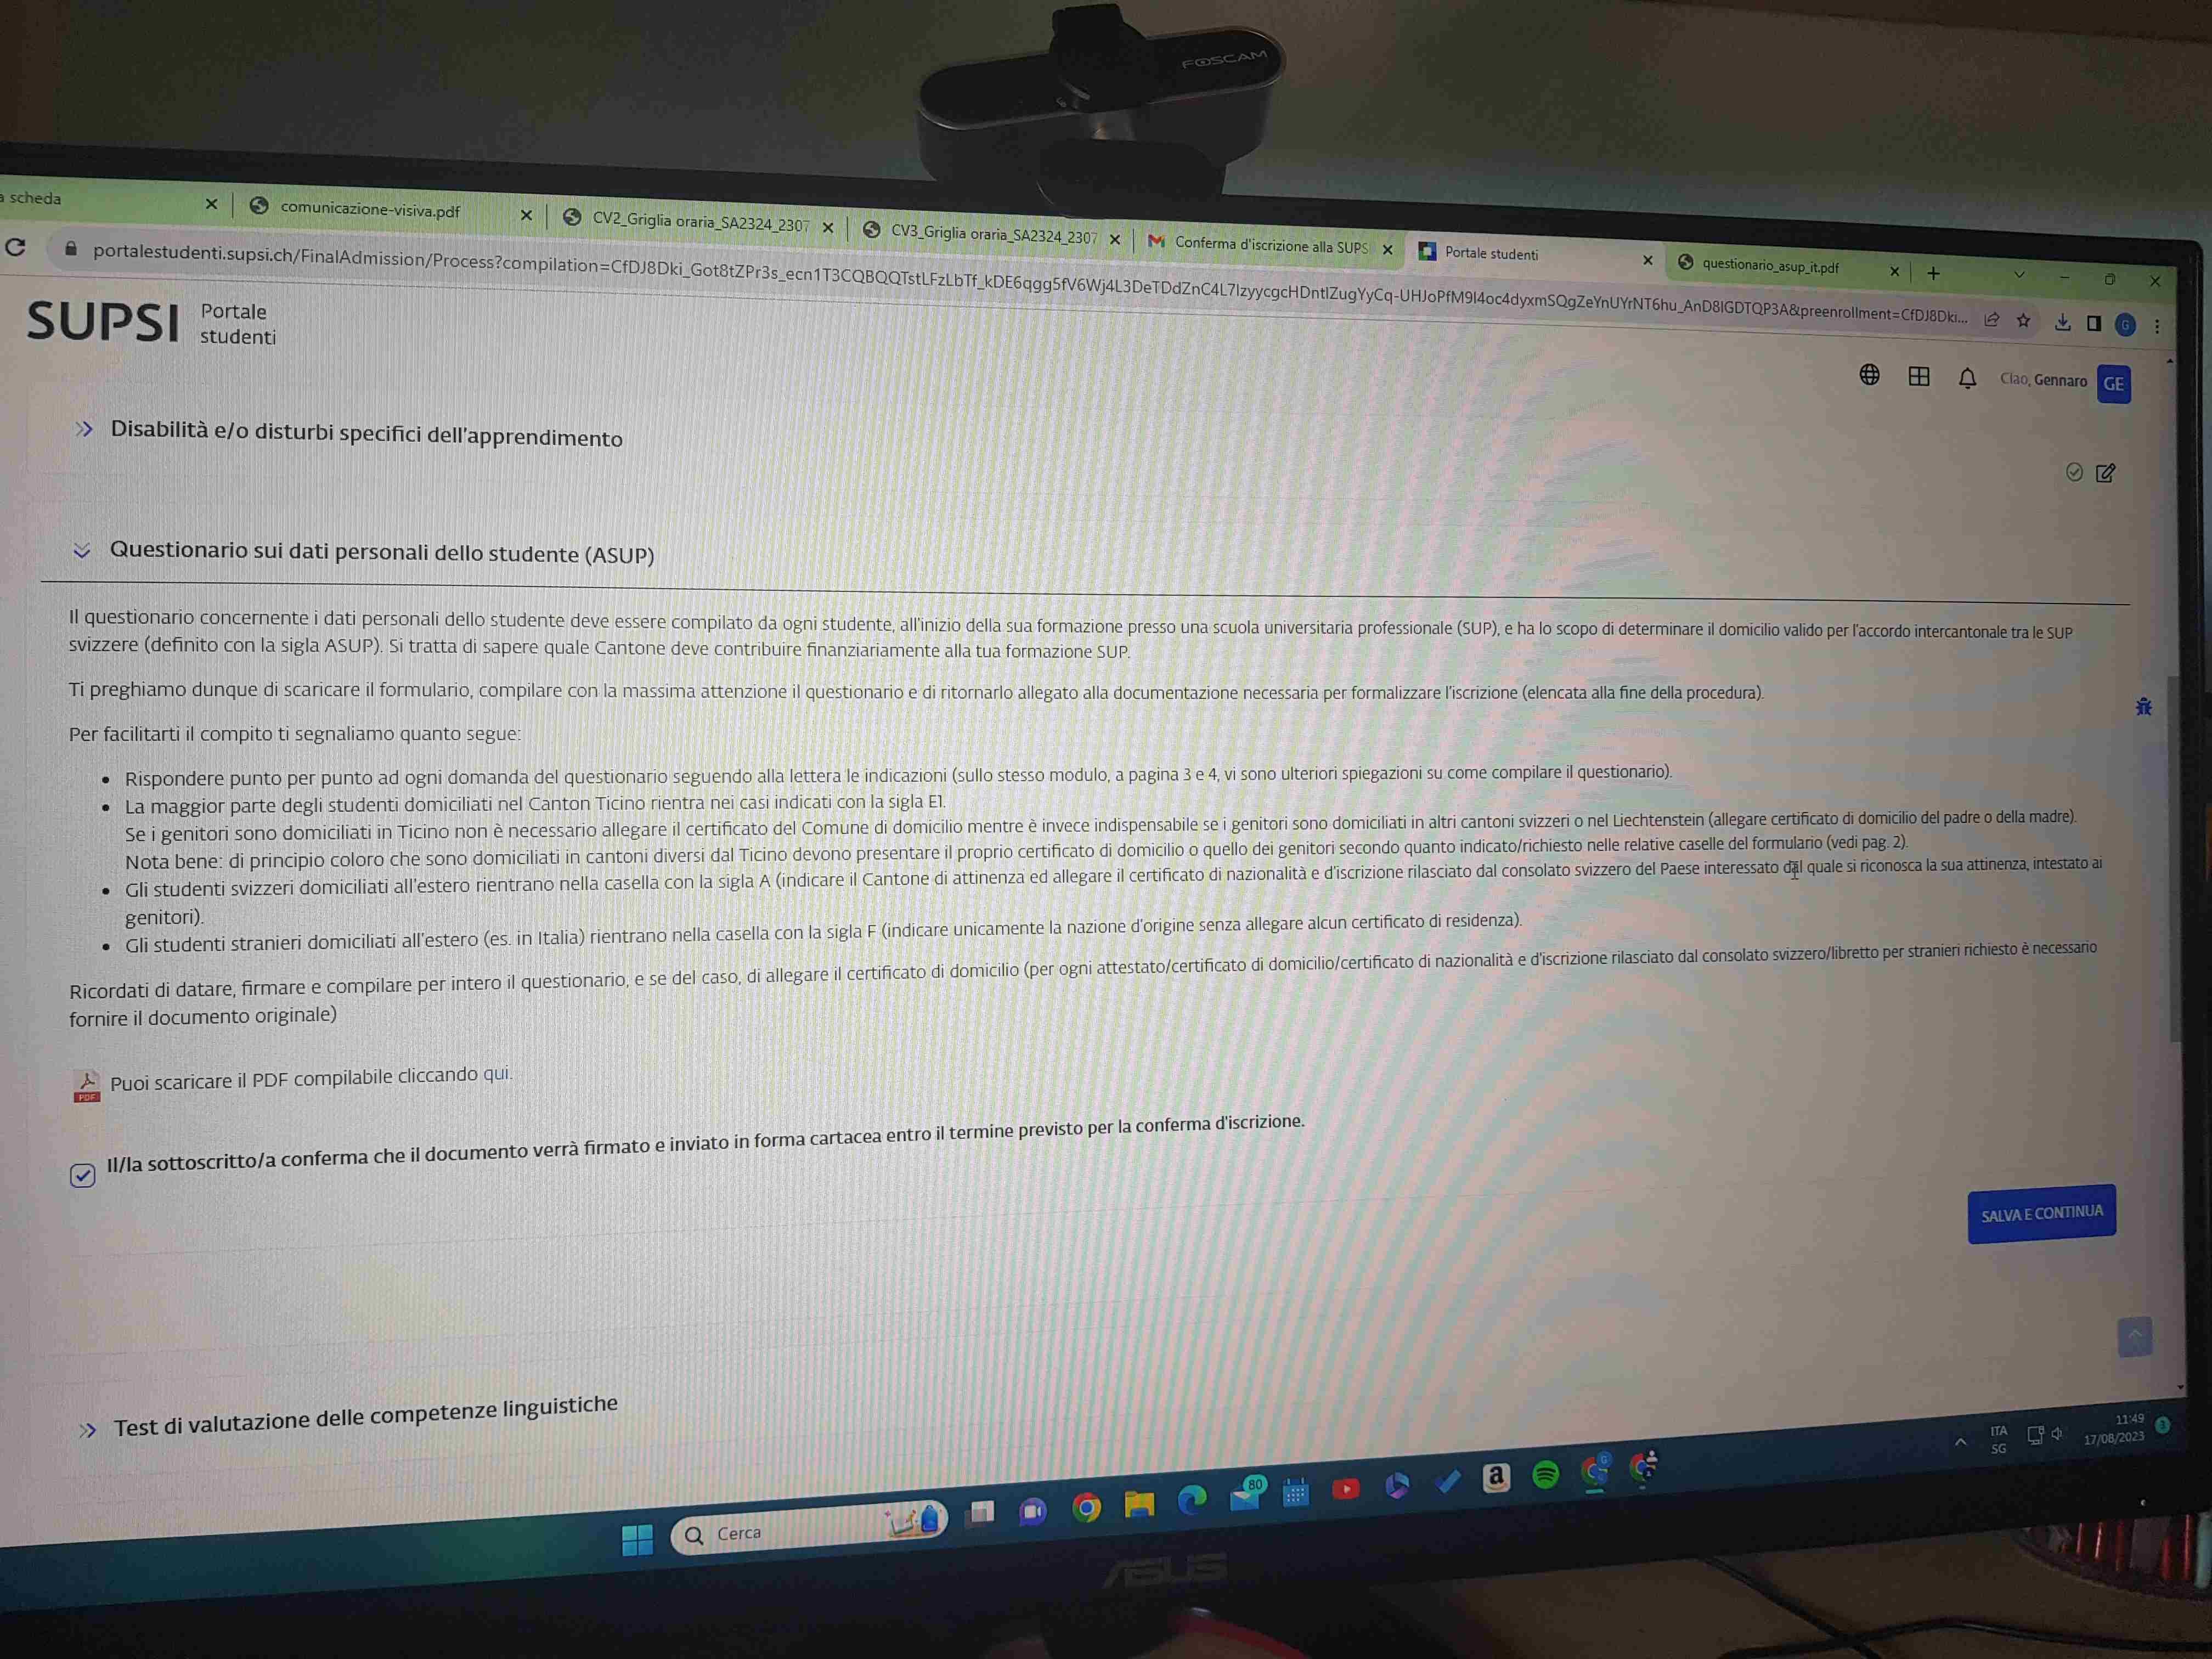 FOSCAM
a scheda
comunicazione-visiva.pdf
CV2_Griglia oraria_SA2324_2307
CV3_Griglia oraria_SA2324_2307
Conferma d'iscrizione alla SUPS
Portale studenti
questionario_asup_it.pdf
SUPSI
Portale
studenti
Ciao, Gennaro
GE
Disabilità e/o disturbi specifici dell'apprendimento
Questionario sui dati personali dello studente (ASUP)
Il questionario concernente i dati personali dello studente deve essere compilato da ogni studente, all'inizio della sua formazione presso una scuola universitaria professionale (SUP), e ha lo scopo di determinare il domicilio valido per l'accordo intercantonale tra le SUP
svizzere (definito con la sigla ASUP). Si tratta di sapere quale Cantone deve contribuire finanziariamente alla tua formazione SUP.
Ti preghiamo dunque di scaricare il formulario, compilare con la massima attenzione il questionario e di ritornarlo allegato alla documentazione necessaria per formalizzare l'iscrizione (elencata alla fine della procedura).
Per facilitarti il compito ti segnaliamo quanto segue:
• Rispondere punto per punto ad ogni domanda del questionario seguendo alla lettera le indicazioni (sullo stesso modulo, a pagina 3 e 4, vi sono ulteriori spiegazioni su come compilare il questionario).
• La maggior parte degli studenti domiciliati nel Canton Ticino rientra nei casi indicati con la sigla E1.
Se i genitori sono domiciliati in Ticino non è necessario allegare il certificato del Comune di domicilio mentre è invece indispensabile se i genitori sono domiciliati in altri cantoni svizzeri o nel Liechtenstein (allegare certificato di domicilio del padre o della madre).
Nota bene: di principio coloro che sono domiciliati in cantoni diversi dal Ticino devono presentare il proprio certificato di domicilio o quello dei genitori secondo quanto indicato/richiesto nelle relative caselle del formulario (vedi pag. 2).
• Gli studenti svizzeri domiciliati all'estero rientrano nella casella con la sigla A (indicare il Cantone di attinenza ed allegare il certificato di nazionalità e d'iscrizione rilasciato dal consolato svizzero del Paese interessato dal quale si riconosca la sua attinenza, intestato ai
genitori).
• Gli studenti stranieri domiciliati all'estero (es. in Italia) rientrano nella casella con la sigla F (indicare unicamente la nazione d'origine senza allegare alcun certificato di residenza).
Ricordati di datare, firmare e compilare per intero il questionario, e se del caso, di allegare il certificato di domicilio (per ogni attestato/certificato di domicilio/certificato di nazionalità e d'iscrizione rilasciato dal consolato svizzero/libretto per stranieri richiesto è necessario
fornire il documento originale)
PDF
Puoi scaricare il PDF compilabile cliccando qui.
Il/la sottoscritto/a conferma che il documento verrà firmato e inviato in forma cartacea entro il termine previsto per la conferma d'iscrizione.
SALVA E CONTINUA
Test di valutazione delle competenze linguistiche
Cerca
80
a
ITA
SG
11:49
17/08/2023
3
ASUS